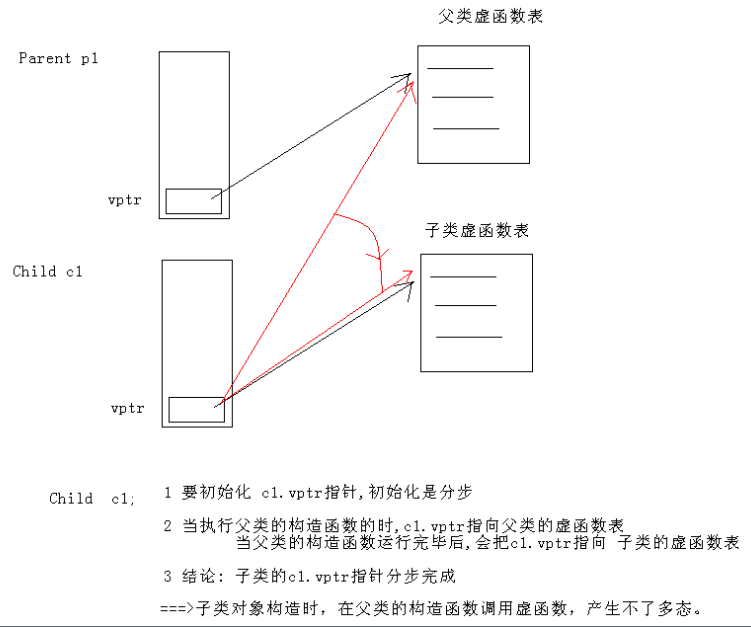 父类虚函数表
Parent p1
vptr
子类虚函数表
Child c1
vptr
Child c1;
1 要初始化 c1.vptr指针,初始化是分步
2 当执行父类的构造函数的时,c1.vptr指向父类的虚函数表
当父类的构造函数运行完毕后,会把c1.vptr指向 子类的虚函数表
3 结论: 子类的c1.vptr指针分步完成
===>子类对象构造时，在父类的构造函数调用虚函数，产生不了多态。